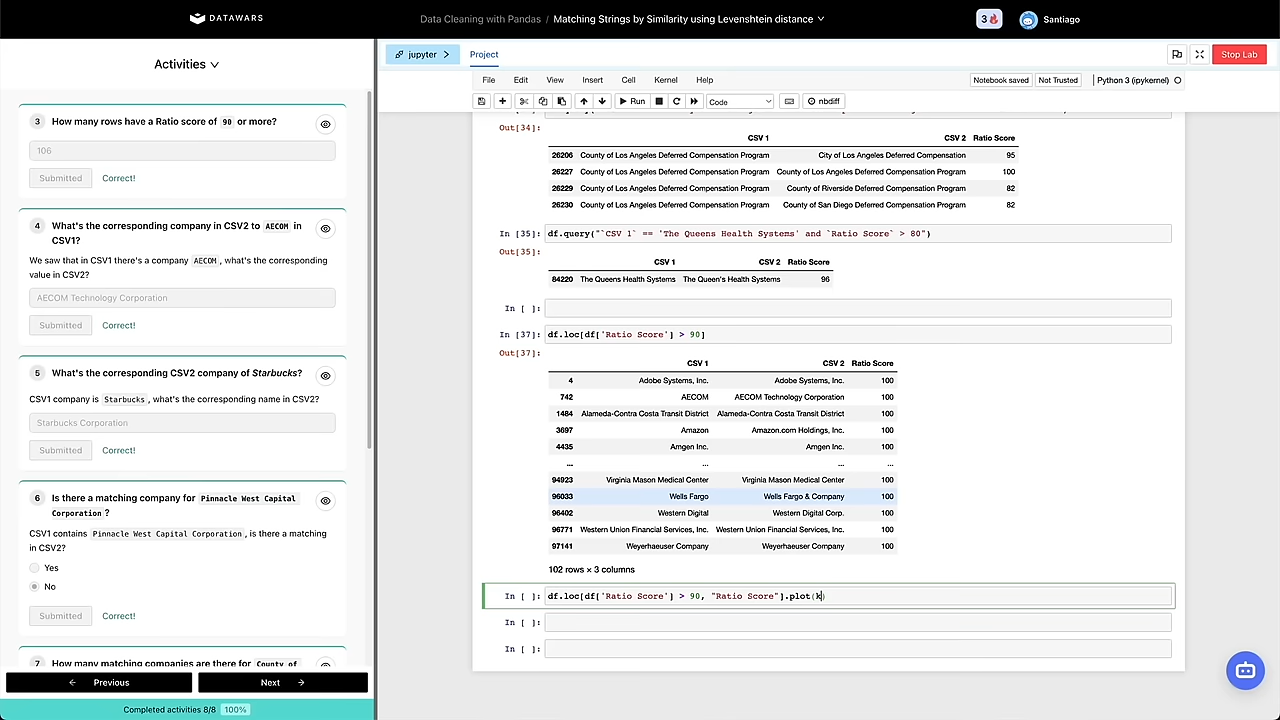 DATAWARS
Data Cleaning with Pandas / Matching Strings by Similarity using Levenshtein distance
3
Santiago
Activities
3 How many rows have a Ratio score of 90 or more?
106
Submitted Correct!
4 What's the corresponding company in CSV2 to AECOM in
CSV1?
We saw that in CSV1 there's a company AECOM, what's the corresponding
value in CSV2?
AECOM Technology Corporation
Submitted Correct!
5 What's the corresponding CSV2 company of Starbucks?
CSV1 company is Starbucks, what's the corresponding name in CSV2?
Starbucks Corporation
Submitted Correct!
6 Is there a matching company for Pinnacle West Capital
Corporation ?
CSV1 contains Pinnacle West Capital Corporation, is there a matching
in CSV2?
Yes
No
Submitted Correct!
7 How many matching companies are there for County of
Previous Next
Completed activities 8/8 100%
jupyter Project
Stop Lab
File Edit View Insert Cell Kernel Help
Notebook saved Not Trusted Python 3 (ipykernel)
Run Code nbdiff
Out[34]:
CSV 1 CSV 2 Ratio Score
26206 County of Los Angeles Deferred Compensation Program City of Los Angeles Deferred Compensation 95
26227 County of Los Angeles Deferred Compensation Program County of Los Angeles Deferred Compensation Program 100
26229 County of Los Angeles Deferred Compensation Program County of Riverside Deferred Compensation Program 82
26230 County of Los Angeles Deferred Compensation Program County of San Diego Deferred Compensation Program 82
In [35]: df.query("`CSV 1` == 'The Queens Health Systems' and `Ratio Score` > 80")
Out[35]:
CSV 1 CSV 2 Ratio Score
84220 The Queens Health Systems The Queen's Health Systems 96
In [ ]:
In [37]: df.loc[df['Ratio Score'] > 90]
Out[37]:
CSV 1 CSV 2 Ratio Score
4 Adobe Systems, Inc. Adobe Systems, Inc. 100
742 AECOM AECOM Technology Corporation 100
1484 Alameda-Contra Costa Transit District Alameda-Contra Costa Transit District 100
3697 Amazon Amazon.com Holdings, Inc. 100
4435 Amgen Inc. Amgen Inc. 100
... ... ... ...
94923 Virginia Mason Medical Center Virginia Mason Medical Center 100
96033 Wells Fargo Wells Fargo & Company 100
96402 Western Digital Western Digital Corp. 100
96771 Western Union Financial Services, Inc. Western Union Financial Services, Inc. 100
97141 Weyerhaeuser Company Weyerhaeuser Company 100
102 rows × 3 columns
In [ ]: df.loc[df['Ratio Score'] > 90, "Ratio Score"].plot(k)
In [ ]:
In [ ]: